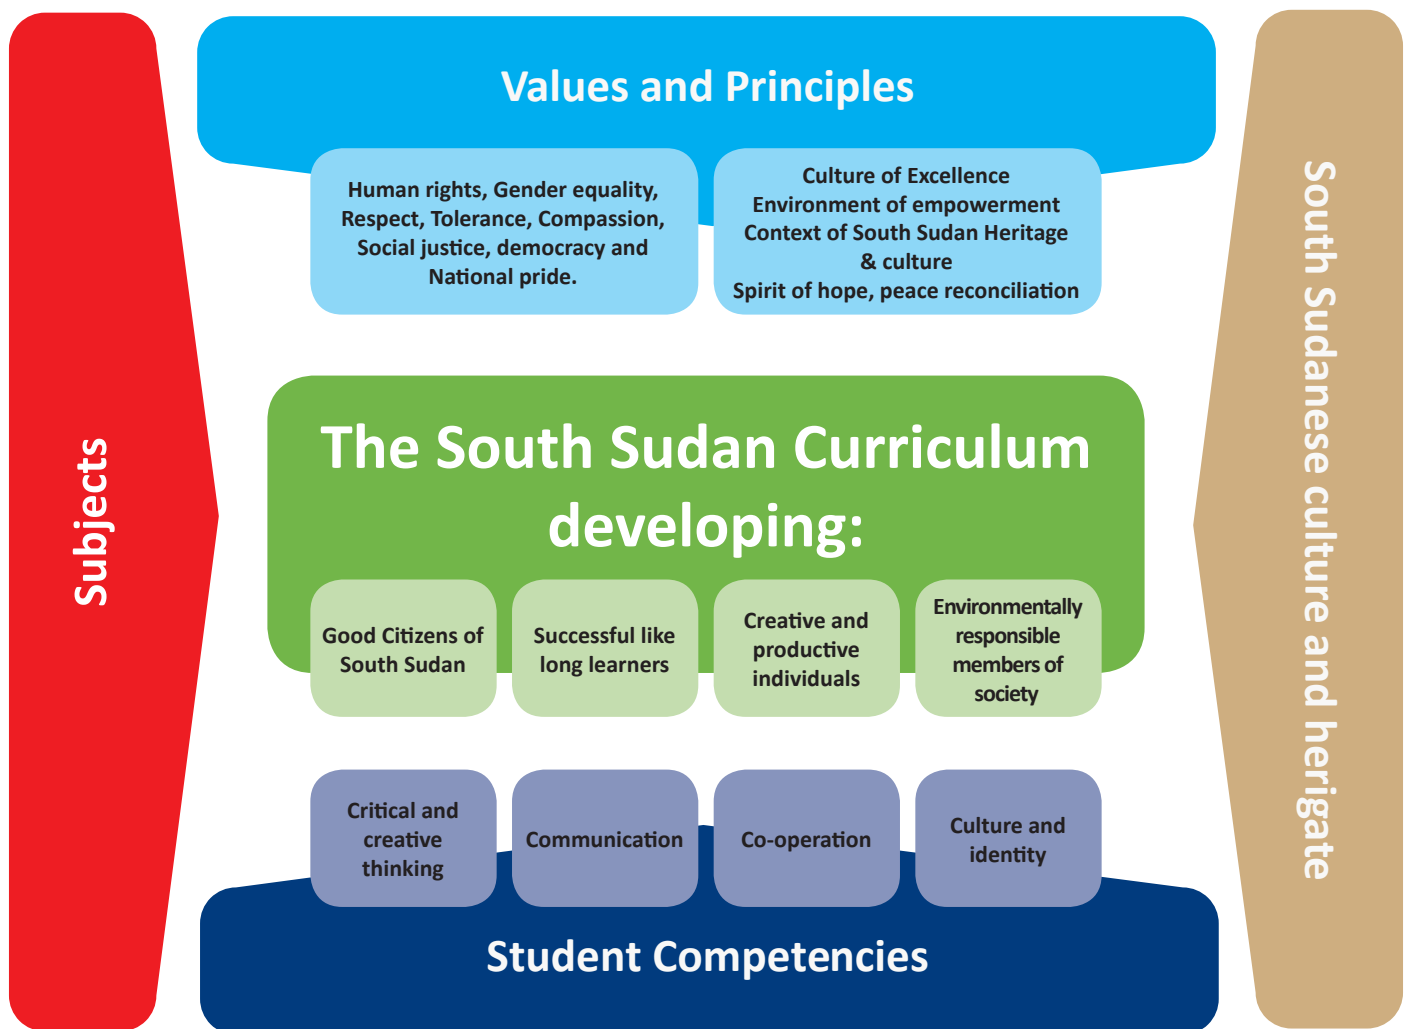 Values and Principles
Human rights, Gender equality,
Respect, Tolerance, Compassion,
Social justice, democracy and
National pride.
Culture of Excellence
Environment of empowerment
Context of South Sudan Heritage
& culture
Spirit of hope, peace reconciliation
Subjects
The South Sudan Curriculum
developing:
Good Citizens of
South Sudan
Successful like
long learners
Creative and
productive
individuals
Environmentally
responsible
members of
society
South Sudanese culture and herigate
Critical and
creative
thinking
Communication
Co-operation
Culture and
identity
Student Competencies